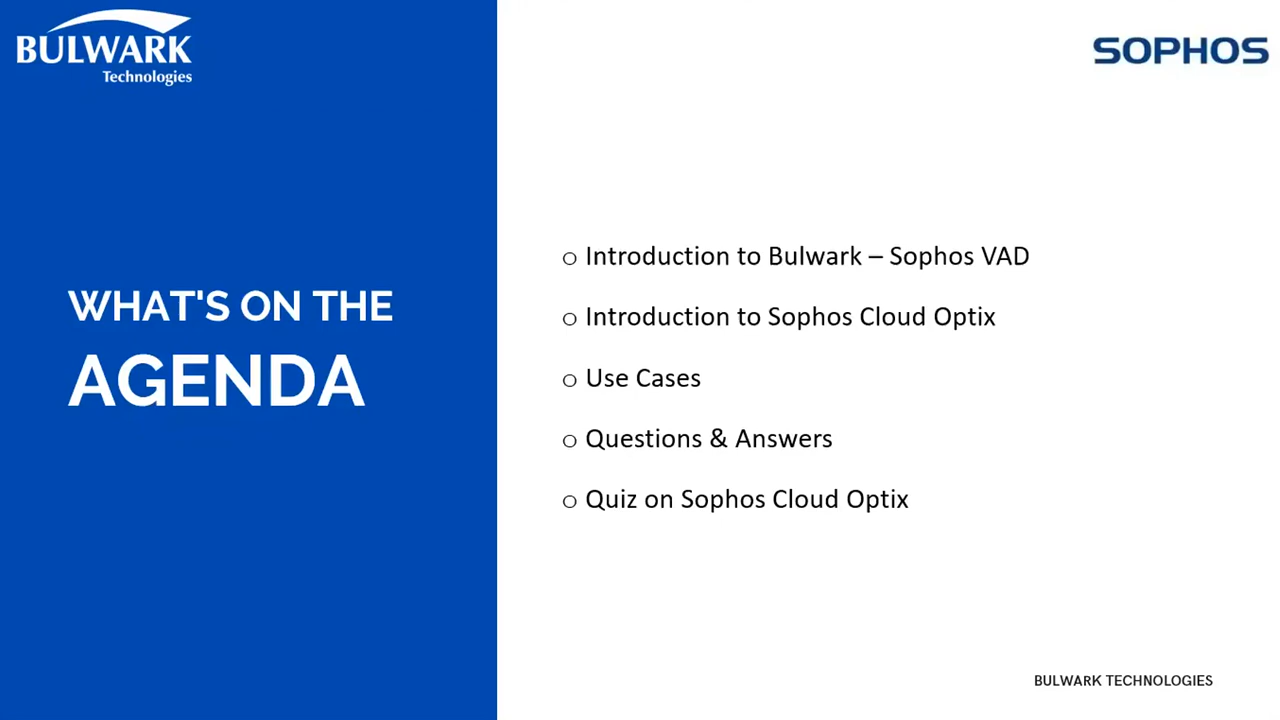 BULWARK
Technologies
SOPHOS
WHAT'S ON THE
AGENDA
o Introduction to Bulwark – Sophos VAD
o Introduction to Sophos Cloud Optix
o Use Cases
o Questions & Answers
o Quiz on Sophos Cloud Optix
BULWARK TECHNOLOGIES